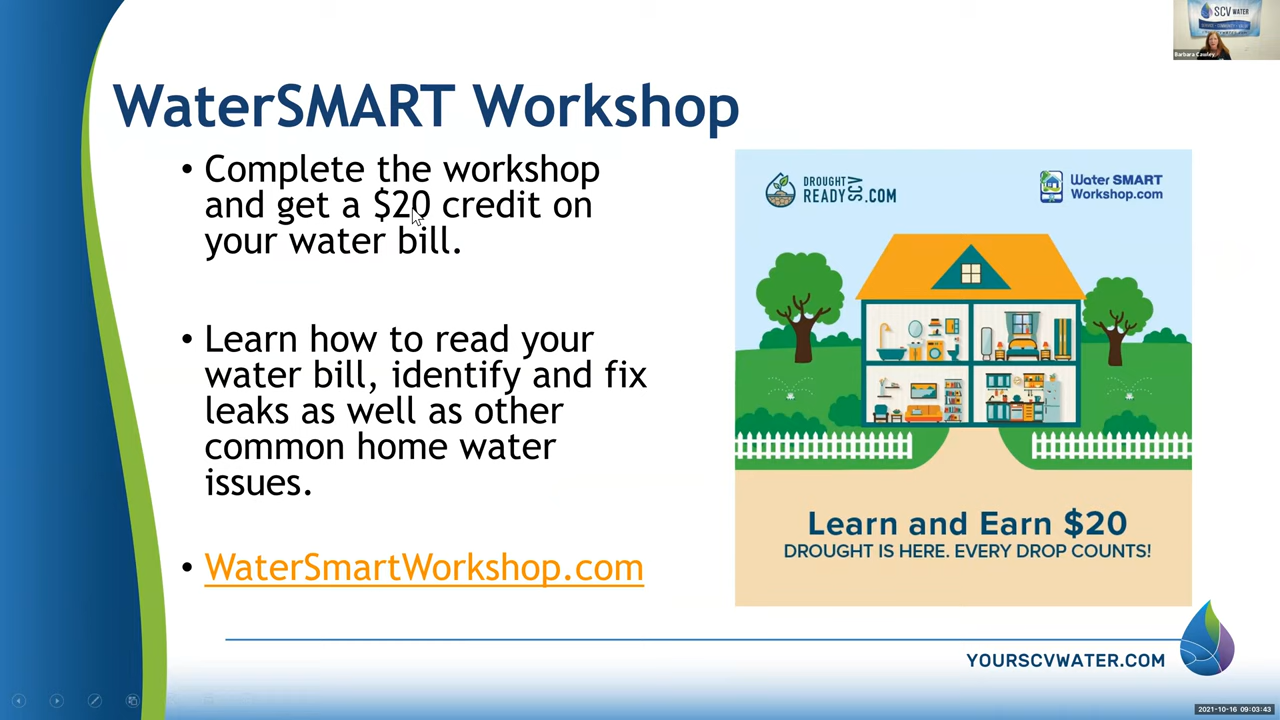 SCV WATER
Barbara Cawley
WaterSMART Workshop
• Complete the workshop
and get a $20 credit on
your water bill.
• Learn how to read your
water bill, identify and fix
leaks as well as other
common home water
issues.
• WaterSmartWorkshop.com
DROUGHT
READY SCV .COM
Water SMART
Workshop.com
Learn and Earn $20
DROUGHT IS HERE. EVERY DROP COUNTS!
YOURSCVWATER.COM
2021-10-16 09:03:43